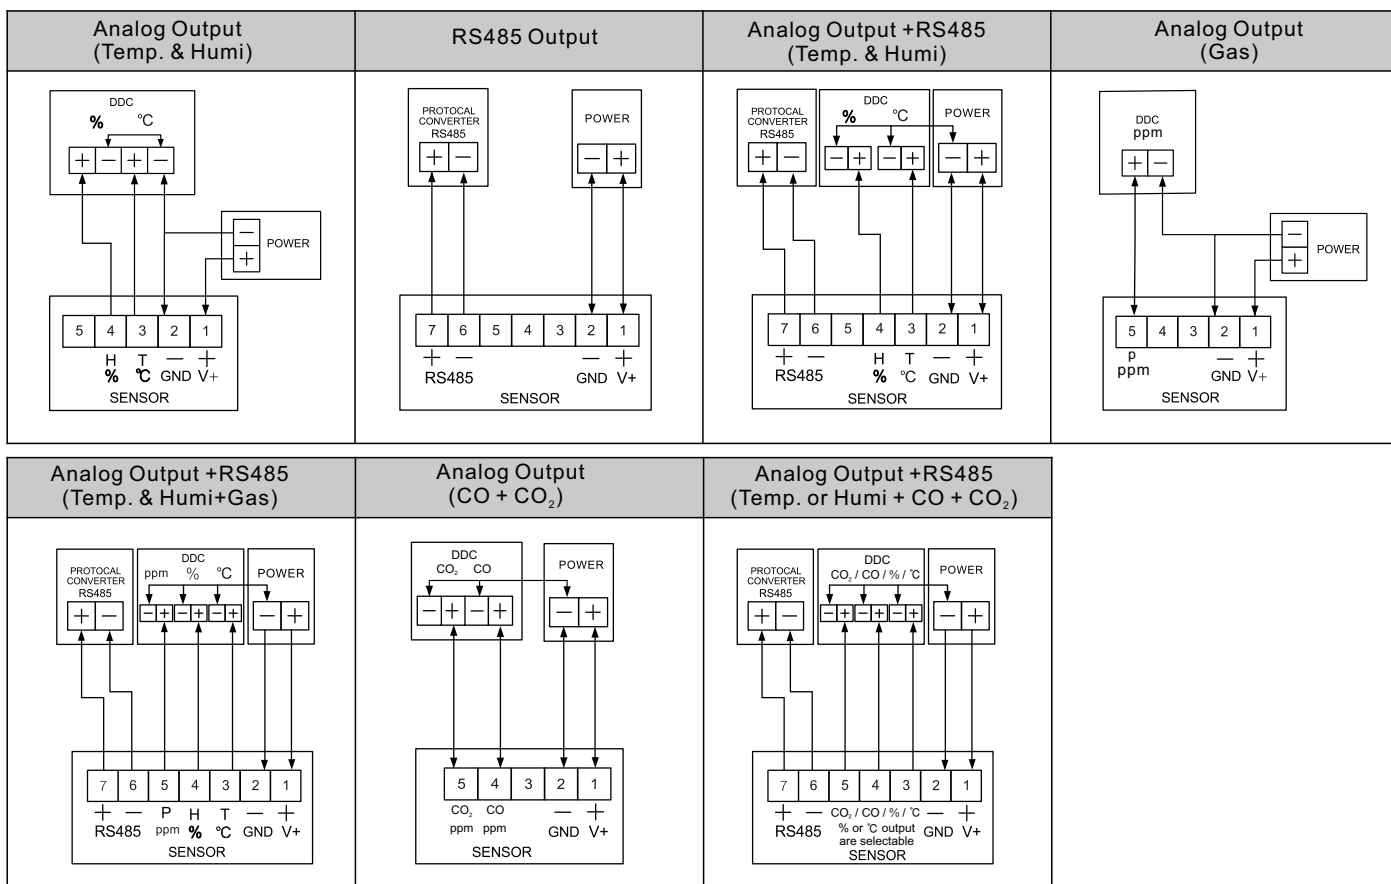 Analog Output
(Temp. & Humi)
RS485 Output
Analog Output +RS485
(Temp. & Humi)
Analog Output
(Gas)
DDC
% °C
+ − + −
−
+
POWER
5 4 3 2 1
H T — +
% °C GND V+
SENSOR
PROTOCAL
CONVERTER
RS485
+ −
POWER
− +
7 6 5 4 3 2 1
+ — — +
RS485 GND V+
SENSOR
PROTOCAL
CONVERTER
RS485
+ −
DDC
% °C
− + − +
POWER
− +
7 6 5 4 3 2 1
+ — H T — +
RS485 % °C GND V+
SENSOR
DDC
ppm
+ −
−
+
POWER
5 4 3 2 1
p — +
ppm GND V+
SENSOR
Analog Output +RS485
(Temp. & Humi+Gas)
Analog Output
(CO + CO₂)
Analog Output +RS485
(Temp. or Humi + CO + CO₂)
PROTOCAL
CONVERTER
RS485
+ −
DDC
ppm % °C
− + − + − +
POWER
− +
7 6 5 4 3 2 1
+ — P H T — +
RS485 ppm % °C GND V+
SENSOR
DDC
CO₂ CO
− + − +
POWER
− +
5 4 3 2 1
CO₂ CO — +
ppm ppm GND V+
SENSOR
PROTOCAL
CONVERTER
RS485
+ −
DDC
CO₂ / CO / % / °C
− + − + − +
POWER
− +
7 6 5 4 3 2 1
+ — CO₂ / CO / % / °C — +
RS485 % or °C output GND V+
are selectable
SENSOR